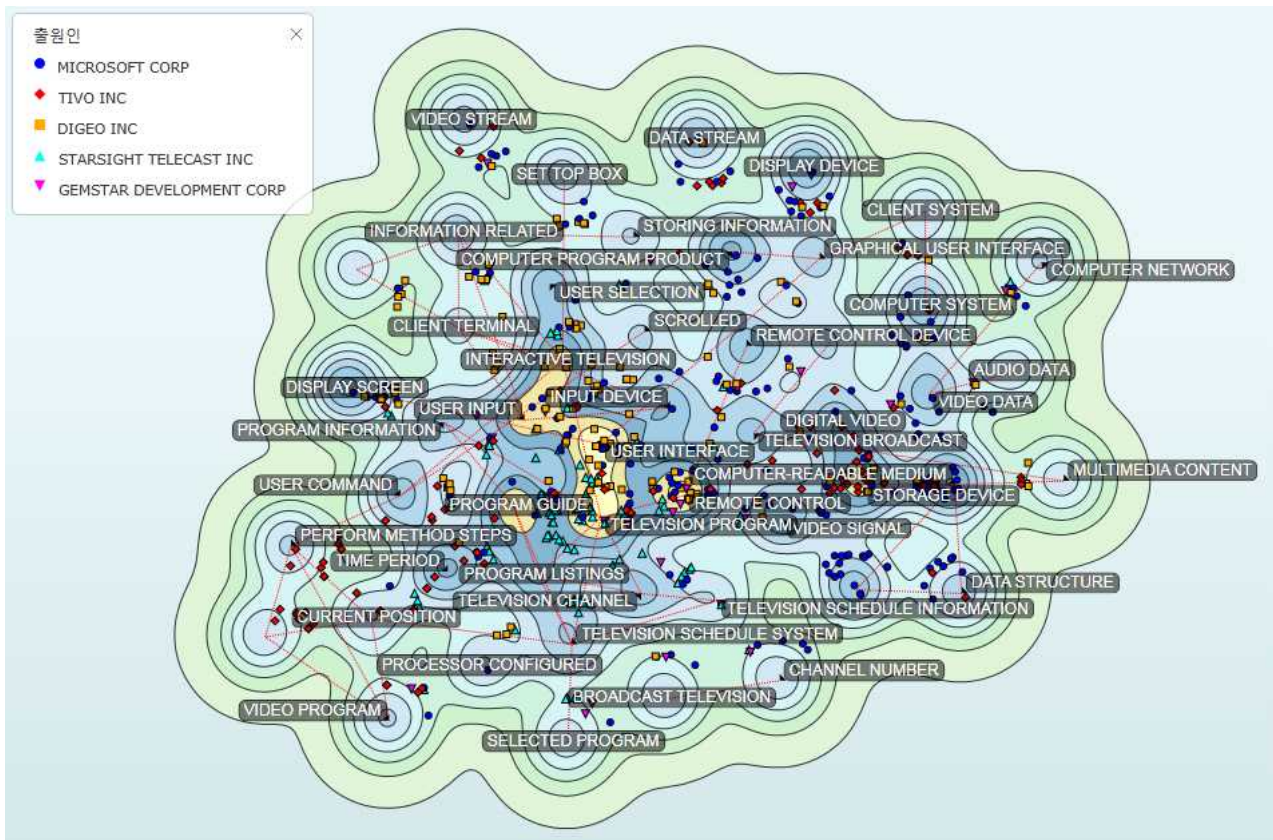 출원인
MICROSOFT CORP
TIVO INC
DIGEO INC
STARSIGHT TELECAST INC
GEMSTAR DEVELOPMENT CORP
VIDEO STREAM
DATA STREAM
DISPLAY DEVICE
SET TOP BOX
CLIENT SYSTEM
STORING INFORMATION
INFORMATION RELATED
GRAPHICAL USER INTERFACE
COMPUTER PROGRAM PRODUCT
COMPUTER NETWORK
USER SELECTION
COMPUTER SYSTEM
SCROLLED
CLIENT TERMINAL
REMOTE CONTROL DEVICE
INTERACTIVE TELEVISION
AUDIO DATA
DISPLAY SCREEN
INPUT DEVICE
VIDEO DATA
USER INPUT
DIGITAL VIDEO
PROGRAM INFORMATION
TELEVISION BROADCAST
USER INTERFACE
MULTIMEDIA CONTENT
COMPUTER-READABLE MEDIUM
USER COMMAND
STORAGE DEVICE
PROGRAM GUIDE
REMOTE CONTROL
TELEVISION PROGRAM
VIDEO SIGNAL
PERFORM METHOD STEPS
TIME PERIOD
PROGRAM LISTINGS
DATA STRUCTURE
TELEVISION CHANNEL
TELEVISION SCHEDULE INFORMATION
CURRENT POSITION
TELEVISION SCHEDULE SYSTEM
PROCESSOR CONFIGURED
CHANNEL NUMBER
BROADCAST TELEVISION
VIDEO PROGRAM
SELECTED PROGRAM